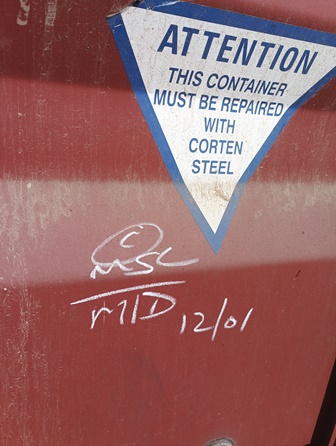 ATTENTION
THIS CONTAINER
MUST BE REPAIRED
WITH
CORTEN
STEEL
C
MSC
M/D 12/01